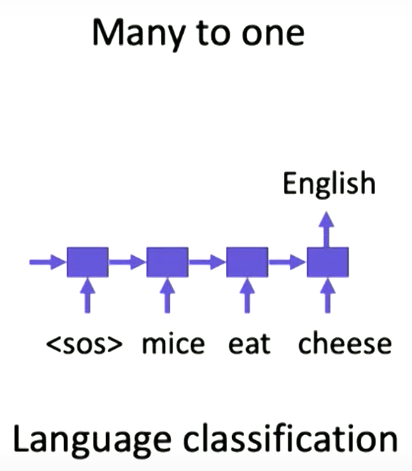 Many to one
English
<sos> mice eat cheese
Language classification